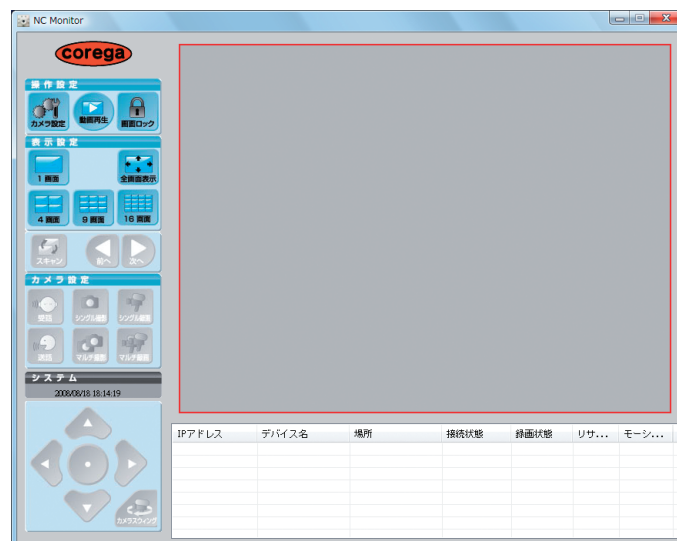 NC Monitor
corega
操作設定
カメラ設定
動画再生
画面ロック
表示設定
1 画面
全画面表示
4 画面
9 画面
16 画面
スキャン
前へ
次へ
カメラ設定
受話
シングル撮影
シングル録画
送話
マルチ撮影
マルチ録画
システム
2008/08/18 18:14:19
カメラスウィング
IPアドレス デバイス名 場所 接続状態 録画状態 リサ... モーシ...